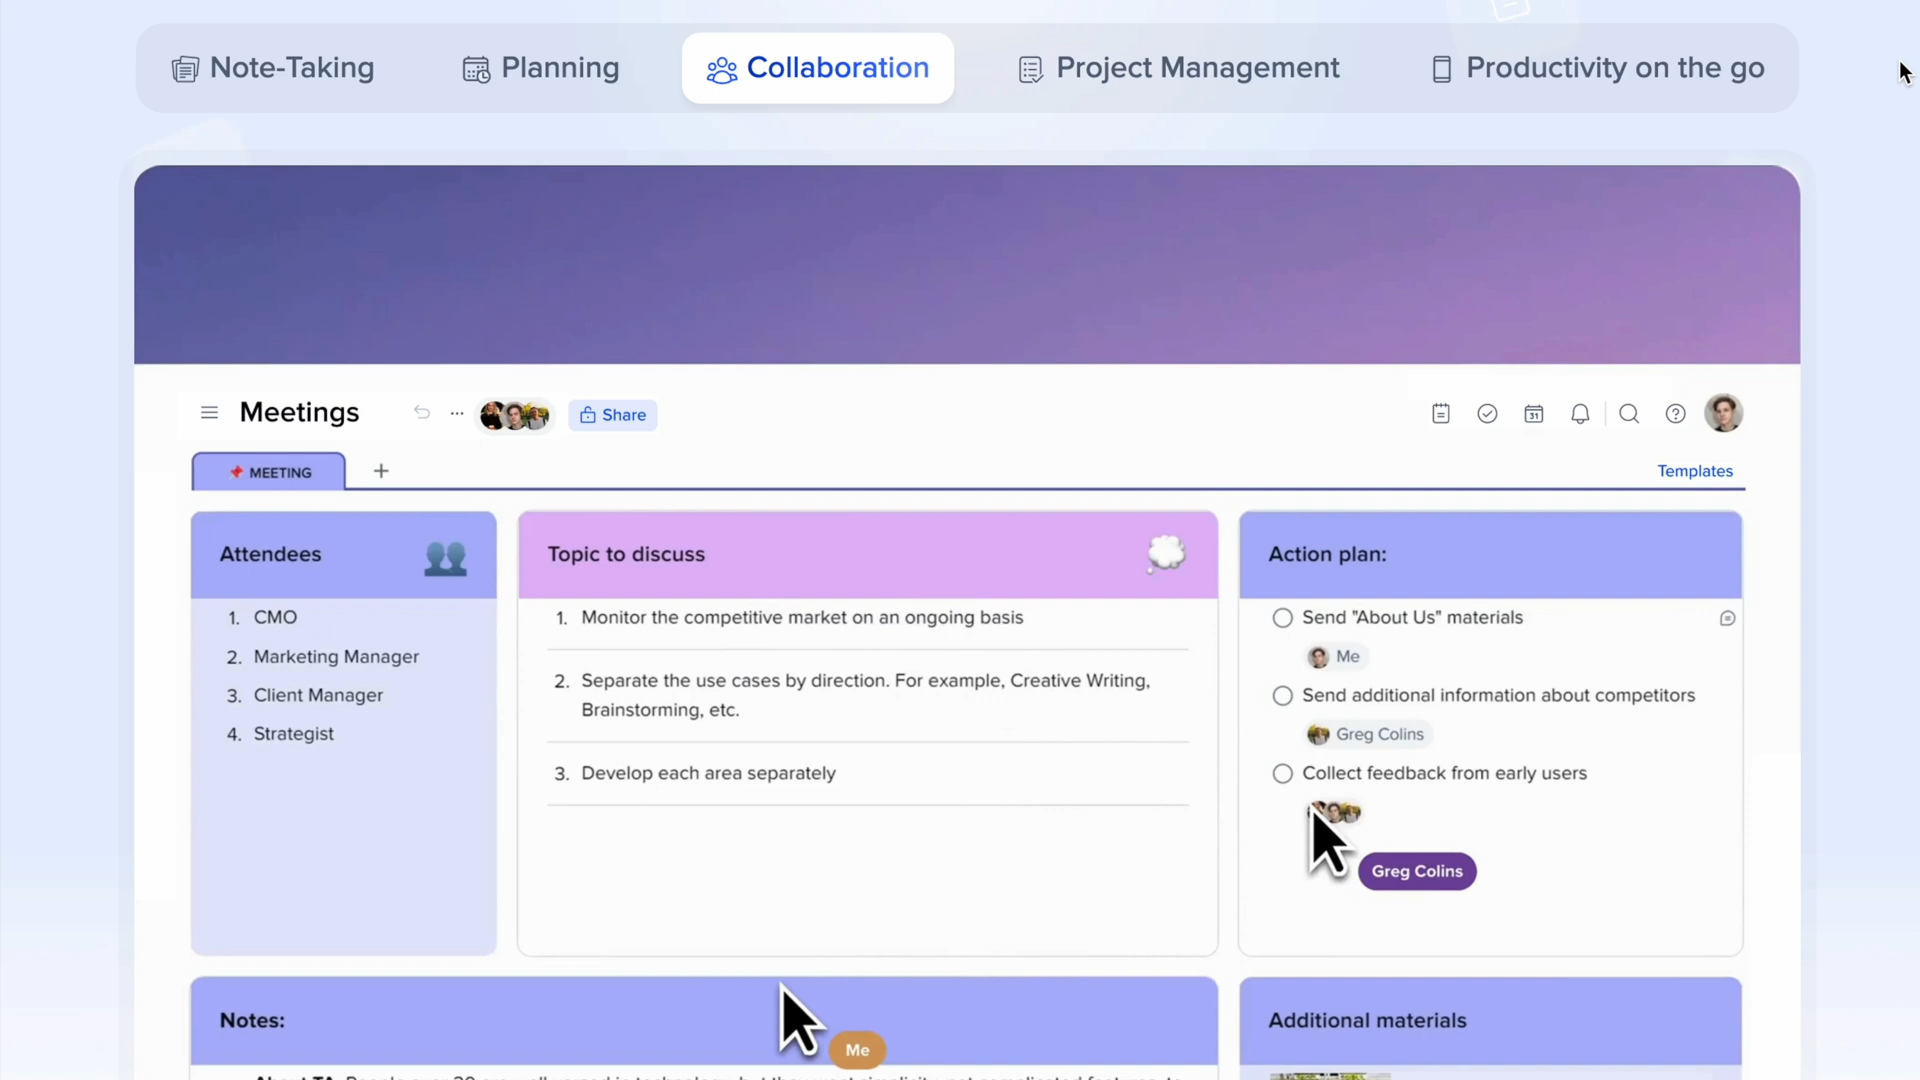 Note-Taking
Planning
Collaboration
Project Management
Productivity on the go
Meetings
Share
31
📌 MEETING
+
Templates
Attendees
1. CMO
2. Marketing Manager
3. Client Manager
4. Strategist
Topic to discuss
1. Monitor the competitive market on an ongoing basis
2. Separate the use cases by direction. For example, Creative Writing,
Brainstorming, etc.
3. Develop each area separately
Action plan:
Send "About Us" materials
Me
Send additional information about competitors
Greg Colins
Collect feedback from early users
Greg Colins
Notes:
Me
Additional materials